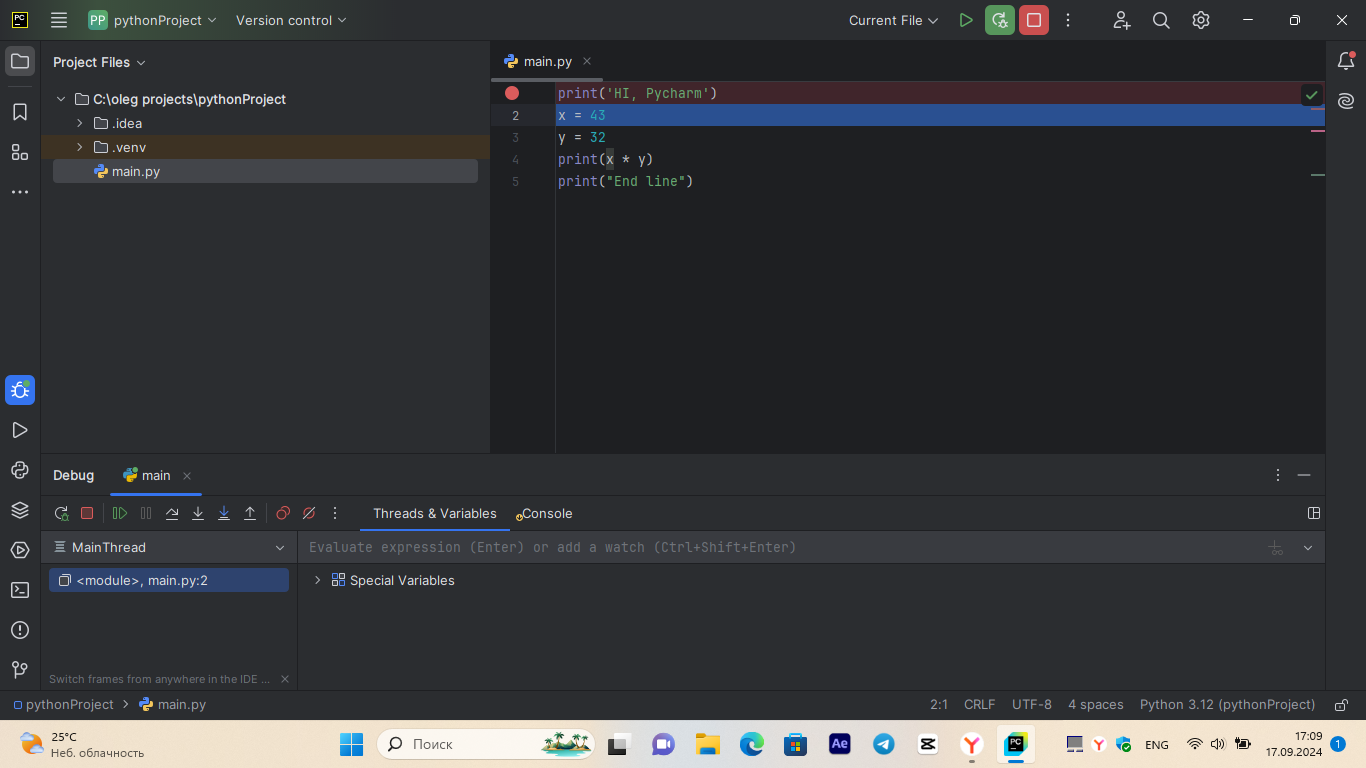 PC
PP pythonProject
Version control
Current File
Project Files
C:\oleg projects\pythonProject
.idea
.venv
main.py
main.py
print('HI, Pycharm')
2 x = 43
3 y = 32
4 print(x * y)
5 print("End line")
Debug
main
Threads & Variables
Console
MainThread
Evaluate expression (Enter) or add a watch (Ctrl+Shift+Enter)
<module>, main.py:2
Special Variables
Switch frames from anywhere in the IDE ...
pythonProject
main.py
2:1
CRLF
UTF-8
4 spaces
Python 3.12 (pythonProject)
25°C
Неб. облачность
Поиск
Ae
Y
PC
Y
ENG
17:09
17.09.2024
1